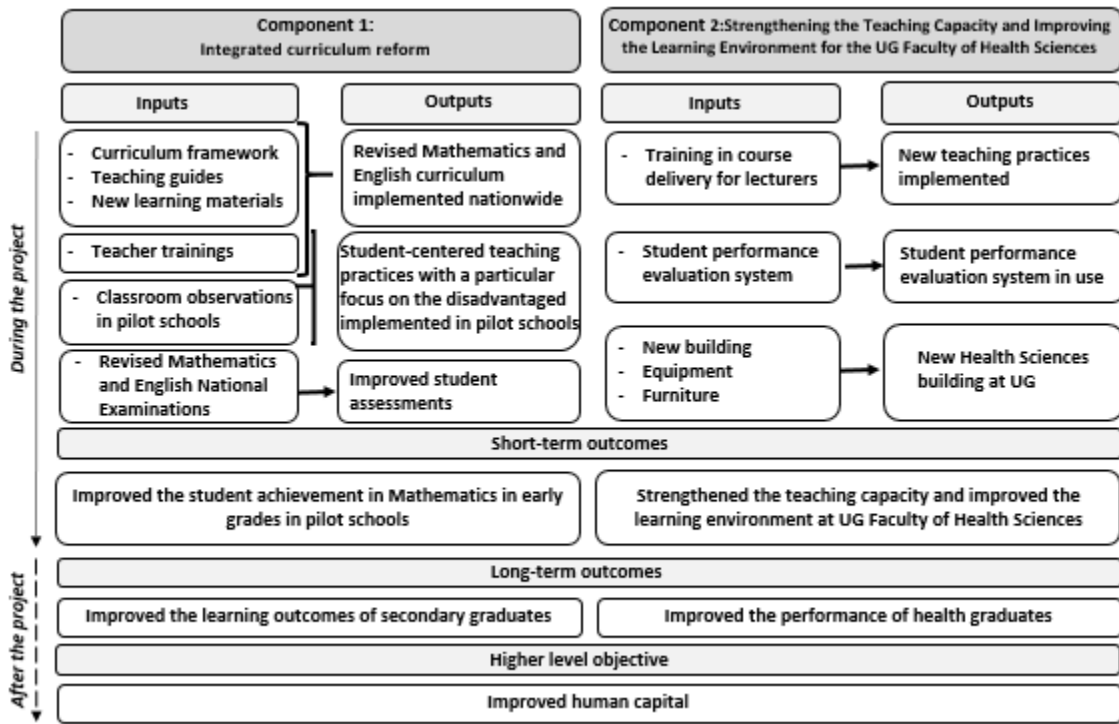 Component 1:
Integrated curriculum reform
Component 2:Strengthening the Teaching Capacity and Improving
the Learning Environment for the UG Faculty of Health Sciences
Inputs
Outputs
Inputs
Outputs
During the project
- Curriculum framework
- Teaching guides
- New learning materials
Revised Mathematics and
English curriculum
implemented nationwide
- Training in course
delivery for lecturers
New teaching practices
implemented
- Teacher trainings
- Classroom observations
in pilot schools
Student-centered teaching
practices with a particular
focus on the disadvantaged
implemented in pilot schools
- Student performance
evaluation system
Student performance
evaluation system in use
- Revised Mathematics
and English National
Examinations
Improved student
assessments
- New building
- Equipment
- Furniture
New Health Sciences
building at UG
Short-term outcomes
Improved the student achievement in Mathematics in early
grades in pilot schools
Strengthened the teaching capacity and improved the
learning environment at UG Faculty of Health Sciences
After the project
Long-term outcomes
Improved the learning outcomes of secondary graduates
Improved the performance of health graduates
Higher level objective
Improved human capital